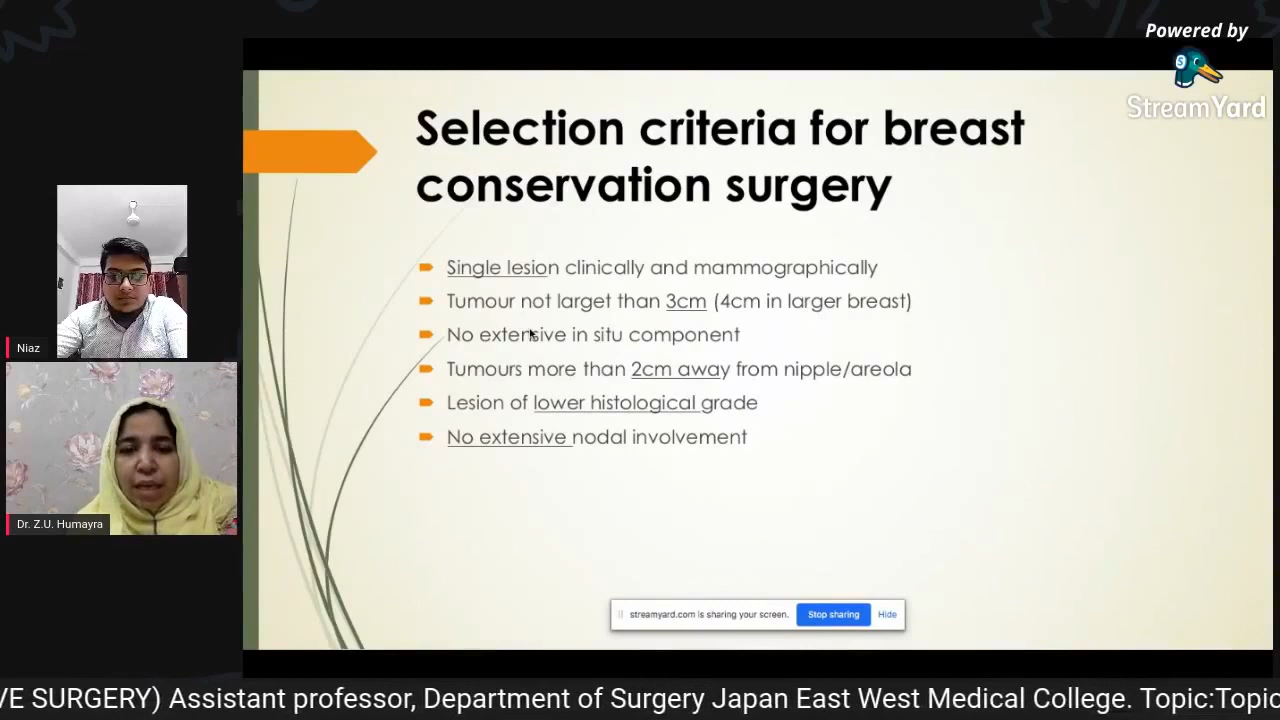 Powered by
StreamYard
Selection criteria for breast
conservation surgery
Single lesion clinically and mammographically
Tumour not larget than 3cm (4cm in larger breast)
No extensive in situ component
Tumours more than 2cm away from nipple/areola
Lesion of lower histological grade
No extensive nodal involvement
Niaz
Dr. Z.U. Humayra
streamyard.com is sharing your screen. Stop sharing Hide
VE SURGERY) Assistant professor, Department of Surgery Japan East West Medical College. Topic:Topic